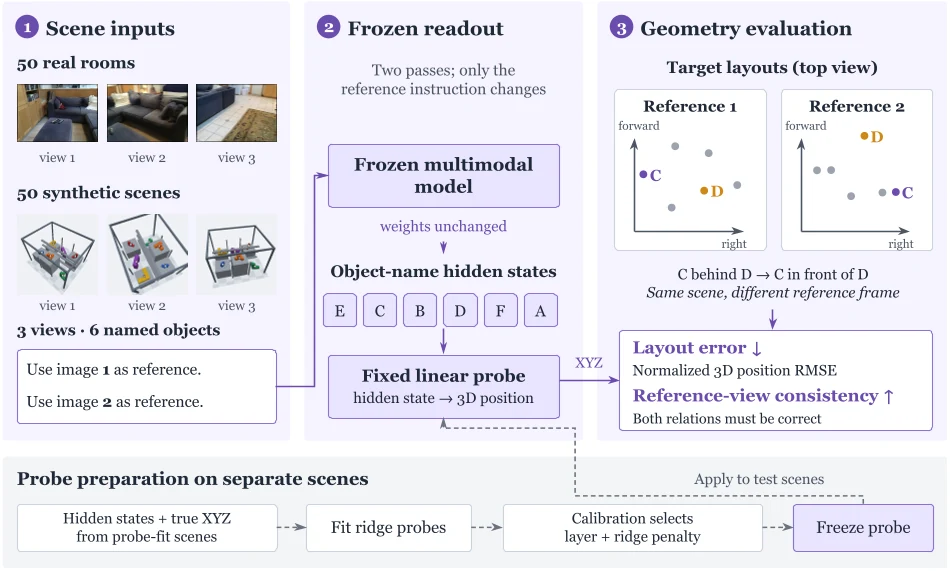 1 Scene inputs
50 real rooms
view 1 view 2 view 3
50 synthetic scenes
view 1 view 2 view 3
3 views · 6 named objects
Use image 1 as reference.
Use image 2 as reference.
2 Frozen readout
Two passes; only the
reference instruction changes
Frozen multimodal
model
weights unchanged
Object-name hidden states
E C B D F A
Fixed linear probe
hidden state → 3D position
XYZ
3 Geometry evaluation
Target layouts (top view)
Reference 1
forward
C
D
right
Reference 2
forward
D
C
right
C behind D → C in front of D
Same scene, different reference frame
Layout error ↓
Normalized 3D position RMSE
Reference-view consistency ↑
Both relations must be correct
Probe preparation on separate scenes
Apply to test scenes
Hidden states + true XYZ
from probe-fit scenes
Fit ridge probes
Calibration selects
layer + ridge penalty
Freeze probe